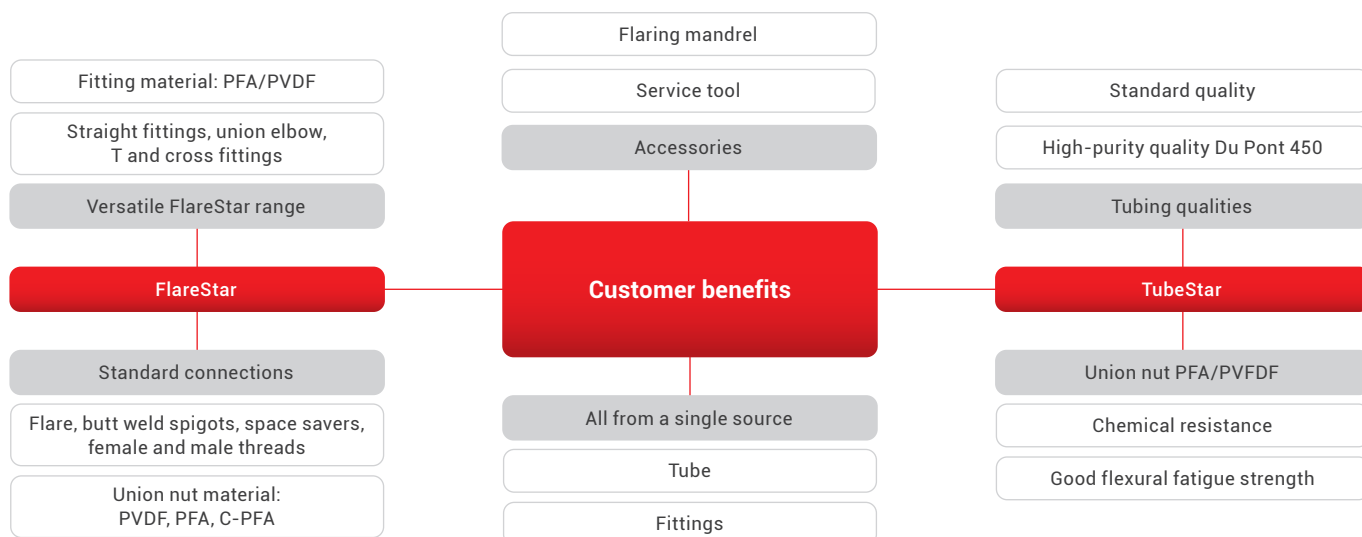 Fitting material: PFA/PVDF
Straight fittings, union elbow,
T and cross fittings
Versatile FlareStar range
FlareStar
Standard connections
Flare, butt weld spigots, space savers,
female and male threads
Union nut material:
PVDF, PFA, C-PFA
Flaring mandrel
Service tool
Accessories
Customer benefits
All from a single source
Tube
Fittings
Standard quality
High-purity quality Du Pont 450
Tubing qualities
TubeStar
Union nut PFA/PVFDF
Chemical resistance
Good flexural fatigue strength